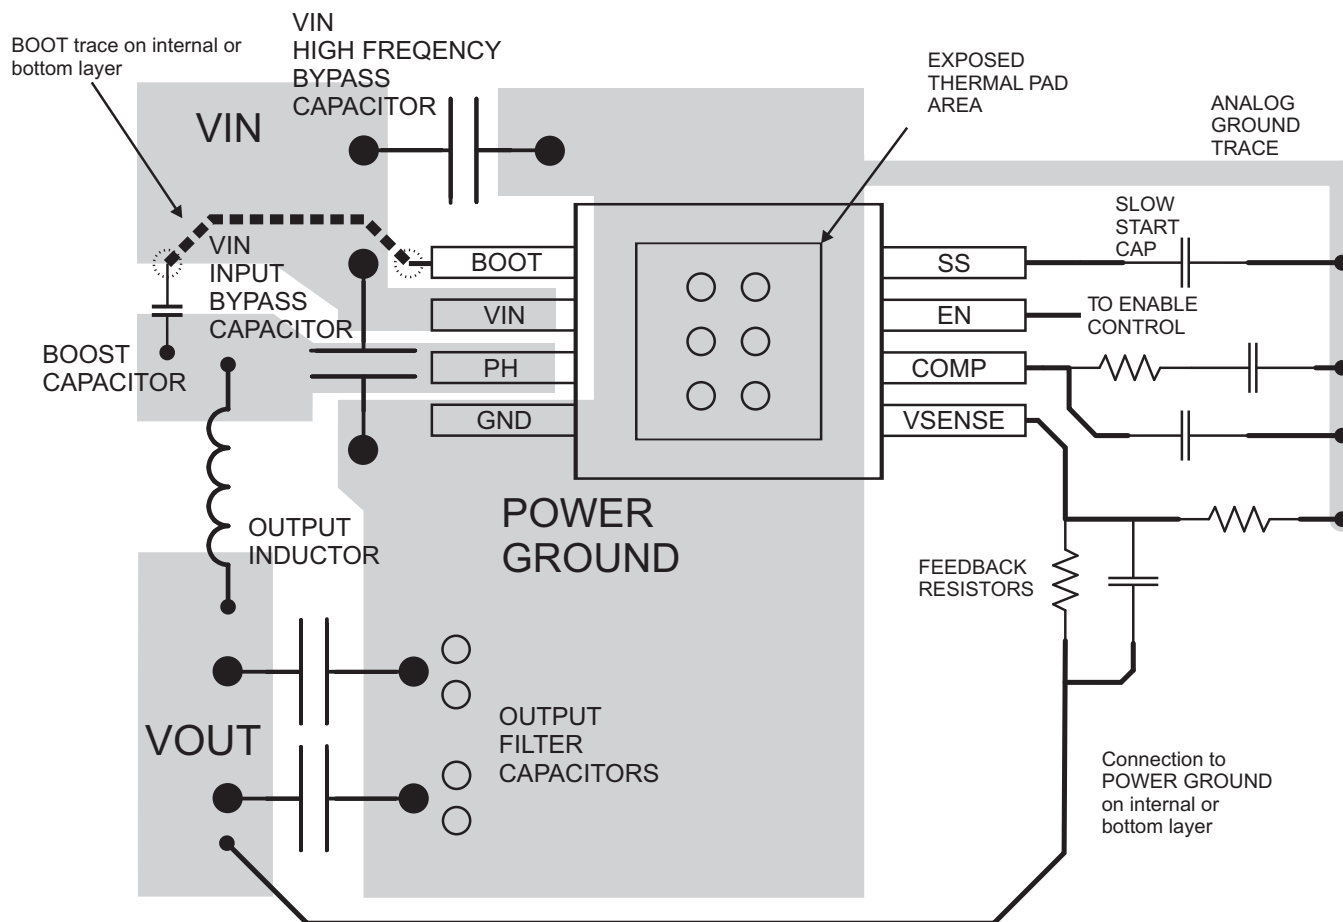 BOOT trace on internal or
bottom layer
VIN
HIGH FREQENCY
BYPASS
CAPACITOR
VIN
EXPOSED
THERMAL PAD
AREA
ANALOG
GROUND
TRACE
VIN
INPUT
BYPASS
CAPACITOR
BOOST
CAPACITOR
BOOT
VIN
PH
GND
SS
EN
COMP
VSENSE
SLOW
START
CAP
TO ENABLE
CONTROL
POWER
GROUND
OUTPUT
INDUCTOR
FEEDBACK
RESISTORS
VOUT
OUTPUT
FILTER
CAPACITORS
Connection to
POWER GROUND
on internal or
bottom layer